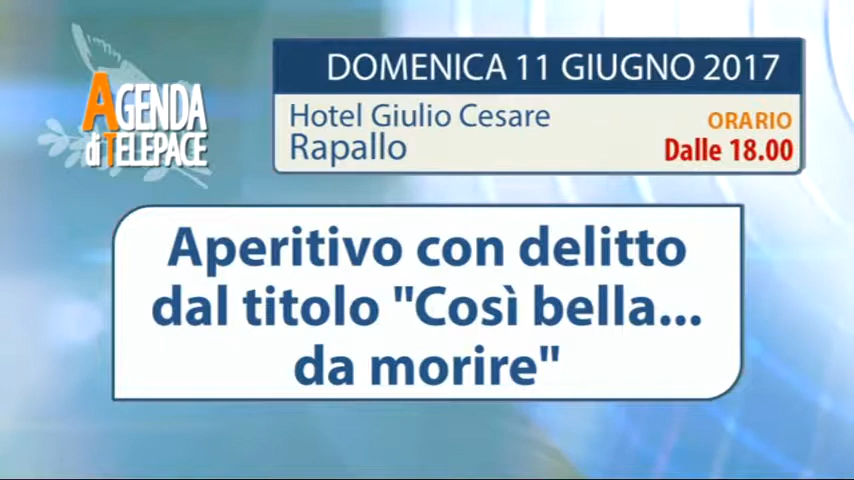 AGENDA
di TELEPACE
DOMENICA 11 GIUGNO 2017
Hotel Giulio Cesare
Rapallo
ORARIO
Dalle 18.00
Aperitivo con delitto
dal titolo "Così bella...
da morire"